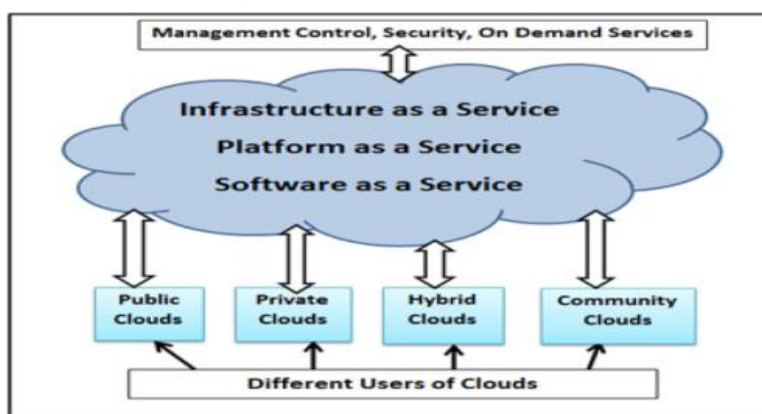 Management Control, Security, On Demand Services
Infrastructure as a Service
Platform as a Service
Software as a Service
Public
Clouds
Private
Clouds
Hybrid
Clouds
Community
Clouds
Different Users of Clouds